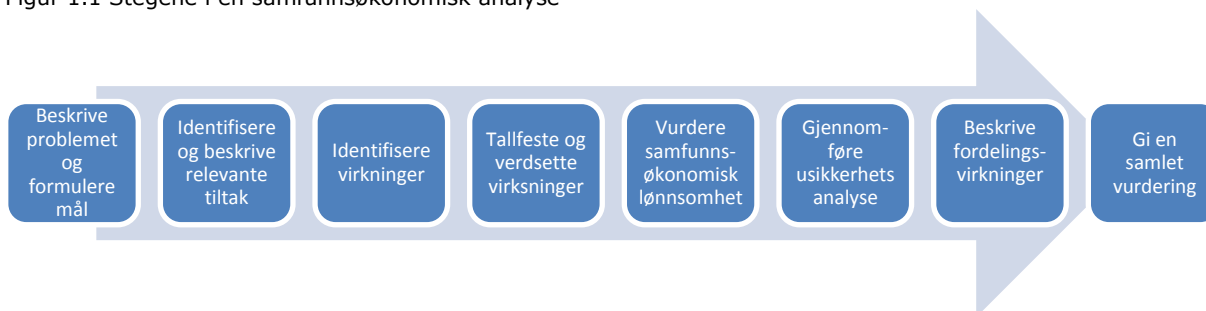 Figur 1.1 Stegene i en samfunnsøkonomisk analyse
Beskrive
problemet
og
formulere
mål
Identifisere
og beskrive
relevante
tiltak
Identifisere
virkninger
Tallfeste og
verdsette
virksninger
Vurdere
samfunns-
økonomisk
lønnsomhet
Gjennom-
føre
usikkerhets
analyse
Beskrive
fordelings-
virkninger
Gi en
samlet
vurdering